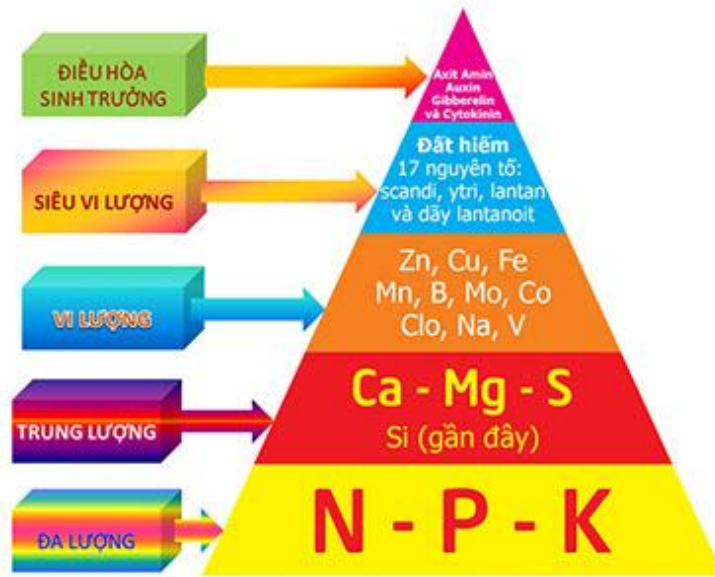 ĐIỀU HÒA
SINH TRƯỞNG
Axit Amin
Auxin
Gibberelin
và Cytokinin
SIÊU VI LƯỢNG
Đất hiếm
17 nguyên tố:
scandi, ytri, lantan
và dãy lantanoit
VI LƯỢNG
Zn, Cu, Fe
Mn, B, Mo, Co
Clo, Na, V
TRUNG LƯỢNG
Ca - Mg - S
Si (gần đây)
ĐA LƯỢNG
N - P - K